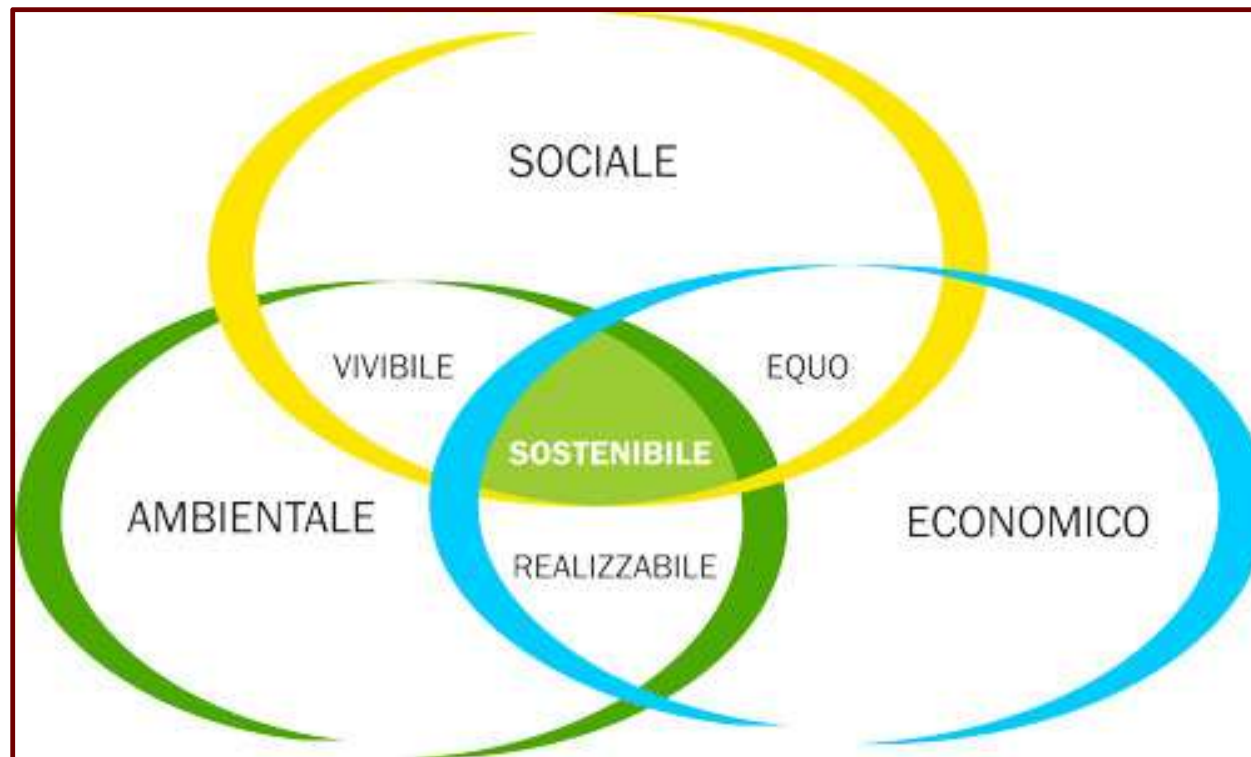 SOCIALE
VIVIBILE
EQUO
SOSTENIBILE
AMBIENTALE
ECONOMICO
REALIZZABILE